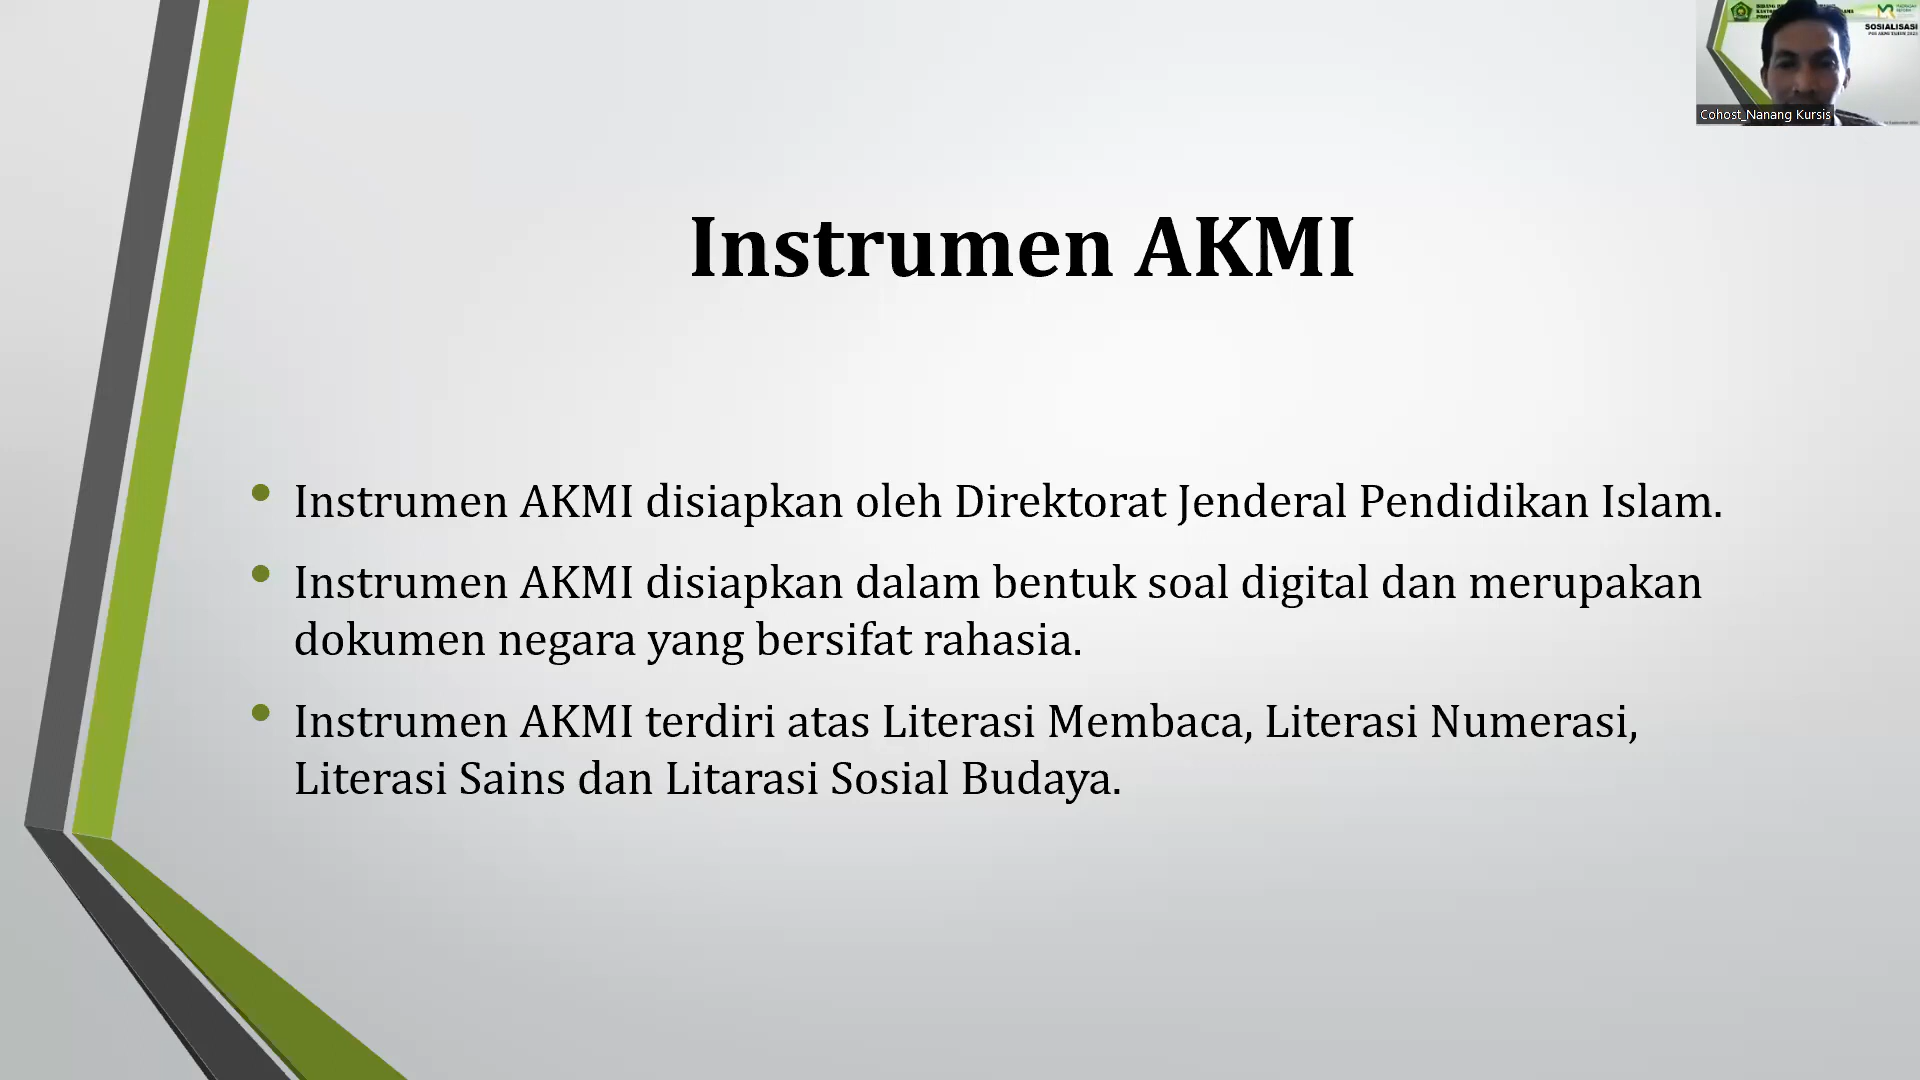 SOSIALISASI
Cohost_Nanang Kursis
Instrumen AKMI
• Instrumen AKMI disiapkan oleh Direktorat Jenderal Pendidikan Islam.
• Instrumen AKMI disiapkan dalam bentuk soal digital dan merupakan
dokumen negara yang bersifat rahasia.
• Instrumen AKMI terdiri atas Literasi Membaca, Literasi Numerasi,
Literasi Sains dan Litarasi Sosial Budaya.